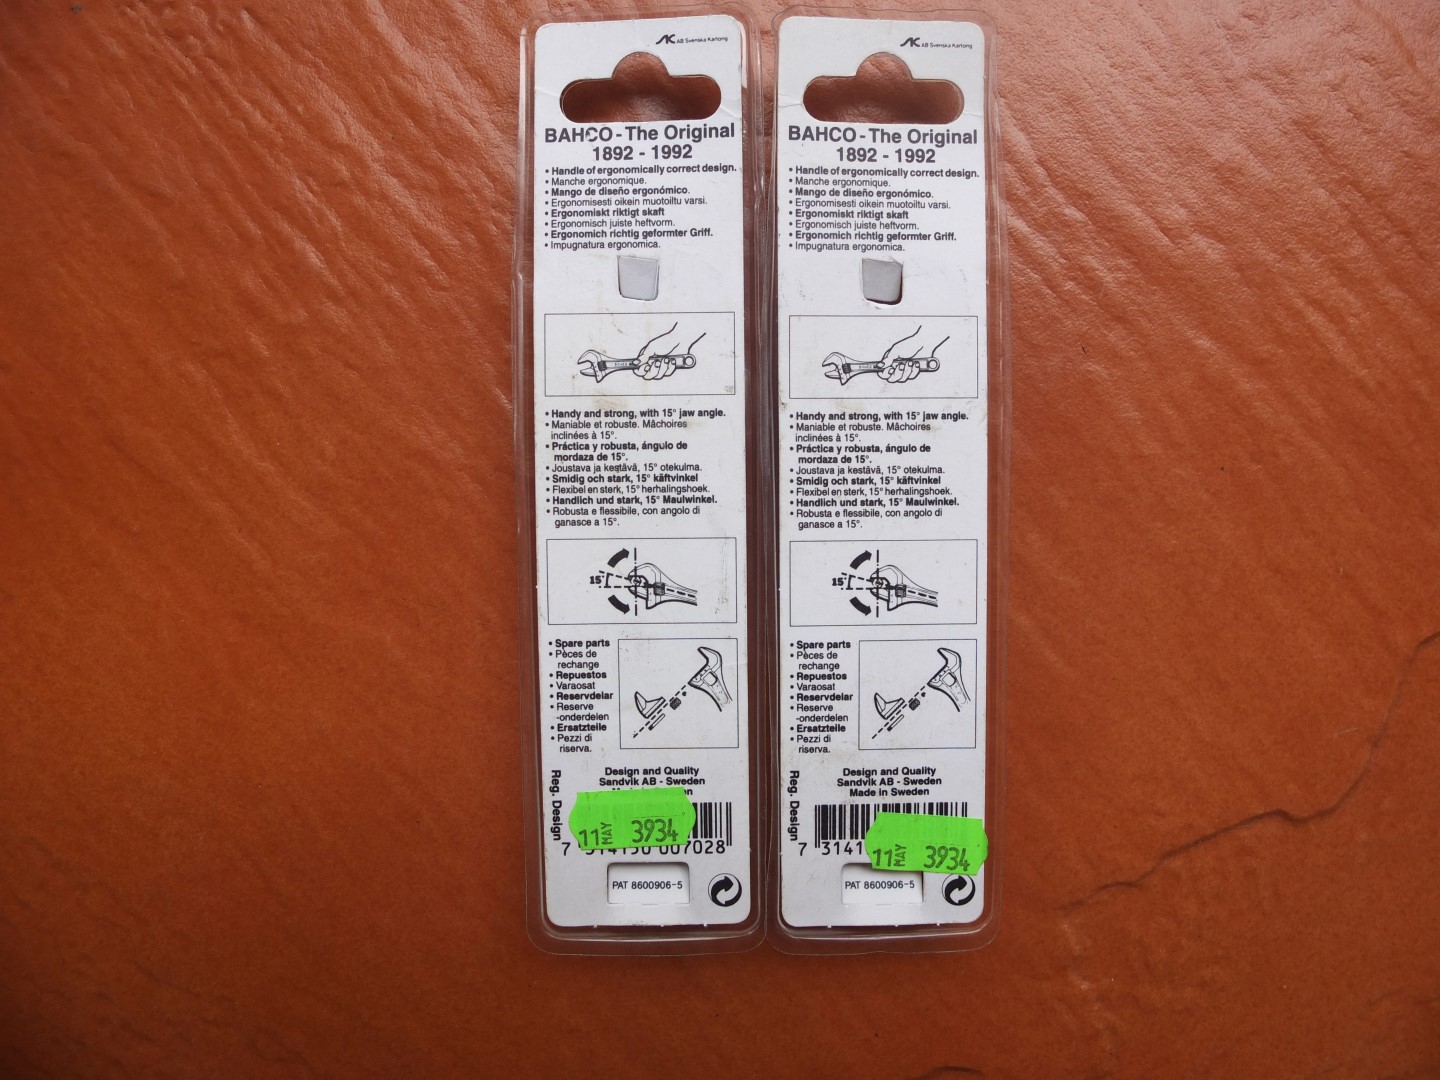 AB Svenska Kartong
BAHCO - The Original
1892 - 1992
• Handle of ergonomically correct design.
• Manche ergonomique.
• Mango de diseño ergonómico.
• Ergonomisesti oikein muotoiltu varsi.
• Ergonomiskt riktigt skaft
• Ergonomisch juiste heftvorm.
• Ergonomich richtig geformter Griff.
• Impugnatura ergonomica.
• Handy and strong, with 15° jaw angle.
• Maniable et robuste. Mâchoires
inclinées à 15°.
• Práctica y robusta, ángulo de
mordaza de 15°.
• Joustava ja kestävä, 15° otekulma.
• Smidig och stark, 15° käftvinkel
• Flexibel en sterk, 15° herhalingshoek.
• Handlich und stark, 15° Maulwinkel.
• Robusta e flessibile, con angolo di
ganasce a 15°.
15°
• Spare parts
• Pèces de
rechange
• Repuestos
• Varaosat
• Reservdelar
• Reserve
-onderdelen
• Ersatzteile
• Pezzi di
riserva.
Reg. Design
Design and Quality
Sandvik AB - Sweden
11 MAY 3934
7 314150 007028
PAT 8600906-5
AB Svenska Kartong
BAHCO - The Original
1892 - 1992
• Handle of ergonomically correct design.
• Manche ergonomique.
• Mango de diseño ergonómico.
• Ergonomisesti oikein muotoiltu varsi.
• Ergonomiskt riktigt skaft
• Ergonomisch juiste heftvorm.
• Ergonomich richtig geformter Griff.
• Impugnatura ergonomica.
• Handy and strong, with 15° jaw angle.
• Maniable et robuste. Mâchoires
inclinées à 15°.
• Práctica y robusta, ángulo de
mordaza de 15°.
• Joustava ja kestävä, 15° otekulma.
• Smidig och stark, 15° käftvinkel
• Flexibel en sterk, 15° herhalingshoek.
• Handlich und stark, 15° Maulwinkel.
• Robusta e flessibile, con angolo di
ganasce a 15°.
15°
• Spare parts
• Pèces de
rechange
• Repuestos
• Varaosat
• Reservdelar
• Reserve
-onderdelen
• Ersatzteile
• Pezzi di
riserva.
Reg. Design
Design and Quality
Sandvik AB - Sweden
Made in Sweden
7 3141
11 MAY 3934
PAT 8600906-5